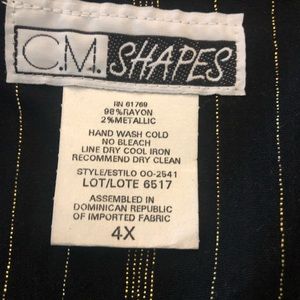 C.M. SHAPES
RN 61769
98%RAYON
2%METALLIC
HAND WASH COLD
NO BLEACH
LINE DRY COOL IRON
RECOMMEND DRY CLEAN
STYLE/ESTILO OO-2541
LOT/LOTE 6517
ASSEMBLED IN
DOMINICAN REPUBLIC
OF IMPORTED FABRIC
4X